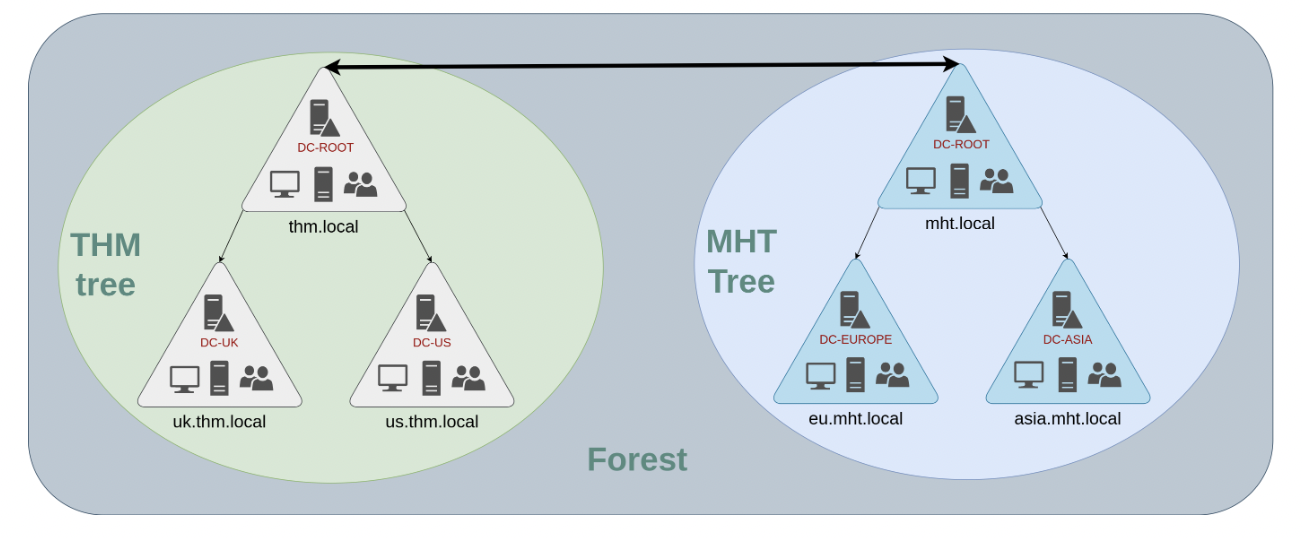 DC-ROOT
thm.local
THM
tree
DC-UK
uk.thm.local
DC-US
us.thm.local
DC-ROOT
mht.local
MHT
Tree
DC-EUROPE
eu.mht.local
DC-ASIA
asia.mht.local
Forest